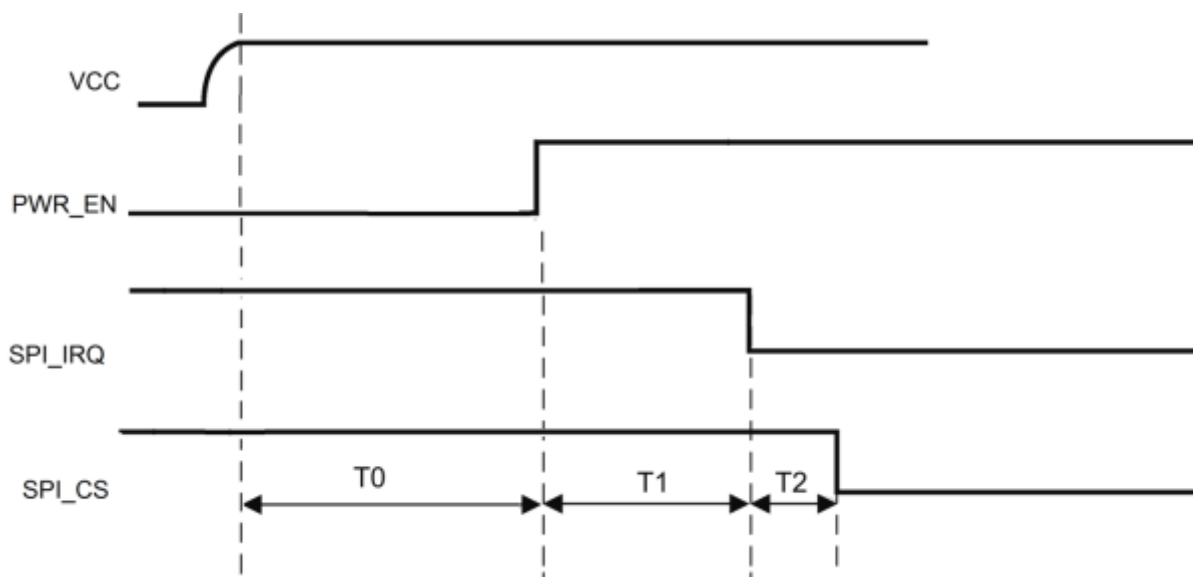 VCC
PWR_EN
SPI_IRQ
SPI_CS
T0
T1
T2